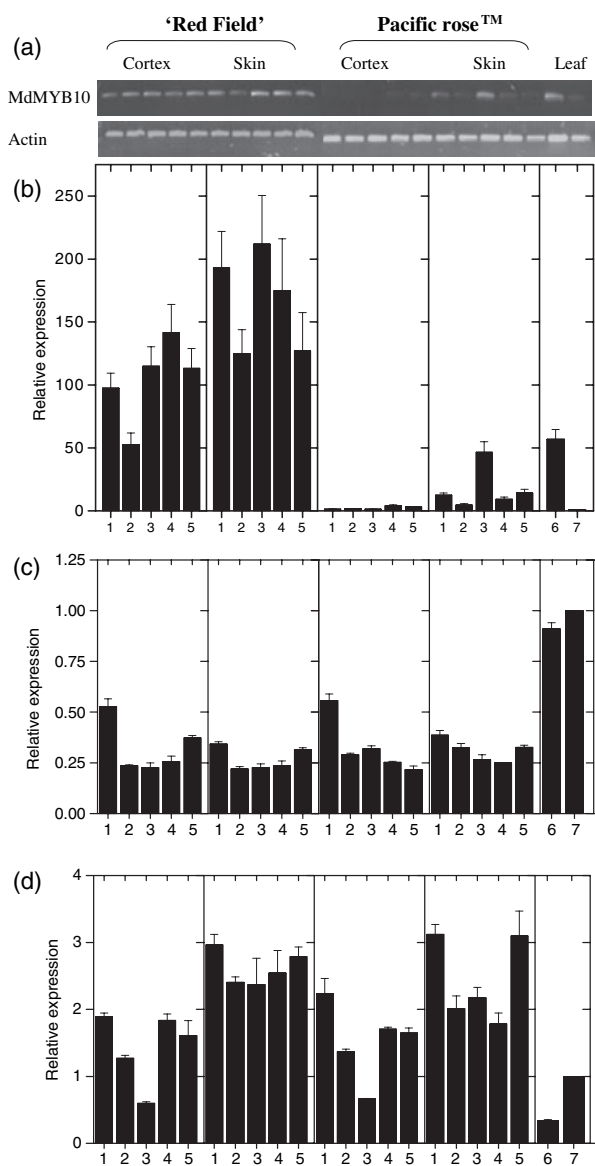 (a)
‘Red Field’ Pacific rose™
Cortex Skin Cortex Skin Leaf
MdMYB10
Actin
(b)
Relative expression
250
200
150
100
50
0
1 2 3 4 5 1 2 3 4 5 1 2 3 4 5 1 2 3 4 5 6 7
(c)
Relative expression
1.25
1.00
0.75
0.50
0.25
0.00
1 2 3 4 5 1 2 3 4 5 1 2 3 4 5 1 2 3 4 5 6 7
(d)
Relative expression
4
3
2
1
0
1 2 3 4 5 1 2 3 4 5 1 2 3 4 5 1 2 3 4 5 6 7